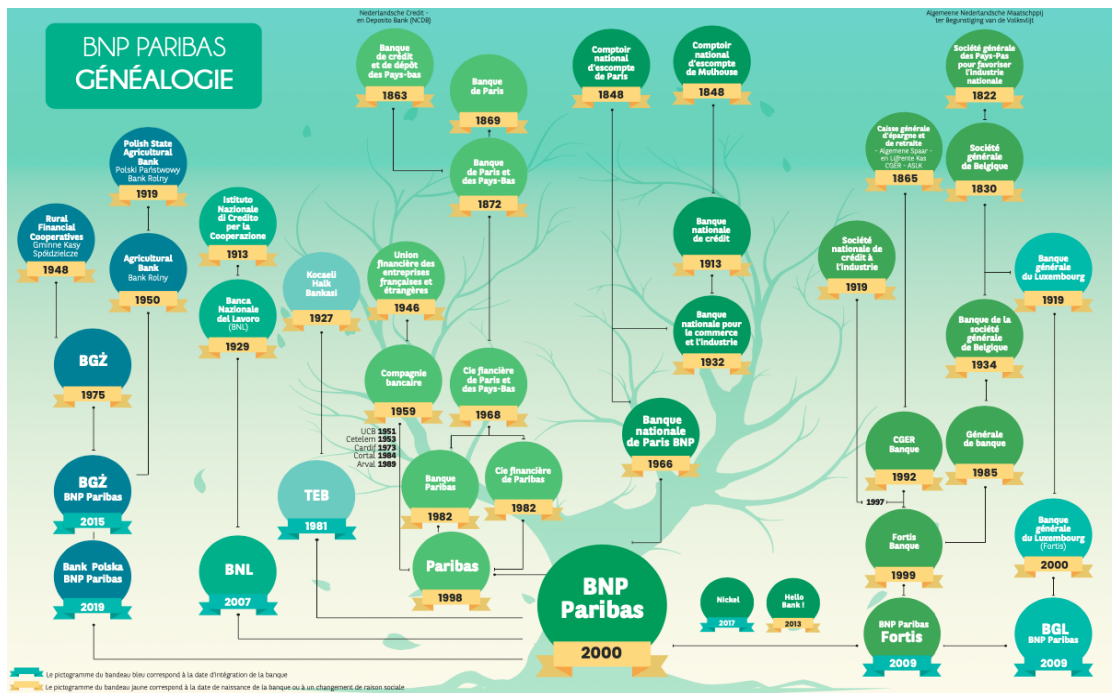 BNP PARIBAS
GÉNÉALOGIE
Nederlandsche Credit -
en Deposito Bank (NCDB)
Banque
de crédit
et de dépôt
des Pays-bas
1863
Banque
de Paris
1869
Banque
de Paris et
des Pays-Bas
1872
Comptoir
national
d'escompte
de Paris
1848
Comptoir
national
d'escompte
de Mulhouse
1848
Algemeene Nederlandsche Maatschppij
ter Begunstiging van de Volksvlijt
Société générale
des Pays-Pas
pour favoriser
l'industrie
nationale
1822
Caisse générale
d'épargne et
de retraite
- Algemene Spaar -
en Lijfrente Kas
CGER - ASLK
1865
Société
générale
de Belgique
1830
Polish State
Agricultural
Bank
Polski Państwowy
Bank Rolny
1919
Rural
Financial
Cooperatives
Gminne Kasy
Spółdzielcze
1948
Agricultural
Bank
Bank Rolny
1950
Istituto
Nazionale
di Credito
per la
Cooperazione
1913
Banca
Nazionale
del Lavoro
(BNL)
1929
Kocaeli
Halk
Bankasi
1927
Union
financière des
entreprises
françaises et
étrangères
1946
Banque
nationale
de crédit
1913
Banque
nationale pour
le commerce
et l'industrie
1932
Société
nationale de
crédit à
l'industrie
1919
Banque
générale
du Luxembourg
1919
Banque de la
société
générale
de Belgique
1934
BGŻ
1975
Compagnie
bancaire
1959
UCB 1951
Cetelem 1953
Cardif 1973
Cortal 1984
Arval 1989
Cie fiancière
de Paris et
des Pays-Bas
1968
Banque
nationale
de Paris BNP
1966
CGER
Banque
1992
Générale
de banque
1985
BGŻ
BNP Paribas
2015
TEB
1981
Banque
Paribas
1982
Cie financière
de Paribas
1982
1997
Fortis
Banque
1999
Banque
générale
du Luxembourg
(Fortis)
2000
Bank Polska
BNP Paribas
2019
BNL
2007
Paribas
1998
BNP
Paribas
2000
Nickel
2017
Hello
Bank !
2013
BNP Paribas
Fortis
2009
BGL
BNP Paribas
2009
Le pictogramme du bandeau bleu correspond à la date d'intégration de la banque
Le pictogramme du bandeau jaune correspond à la date de naissance de la banque ou à un changement de raison sociale